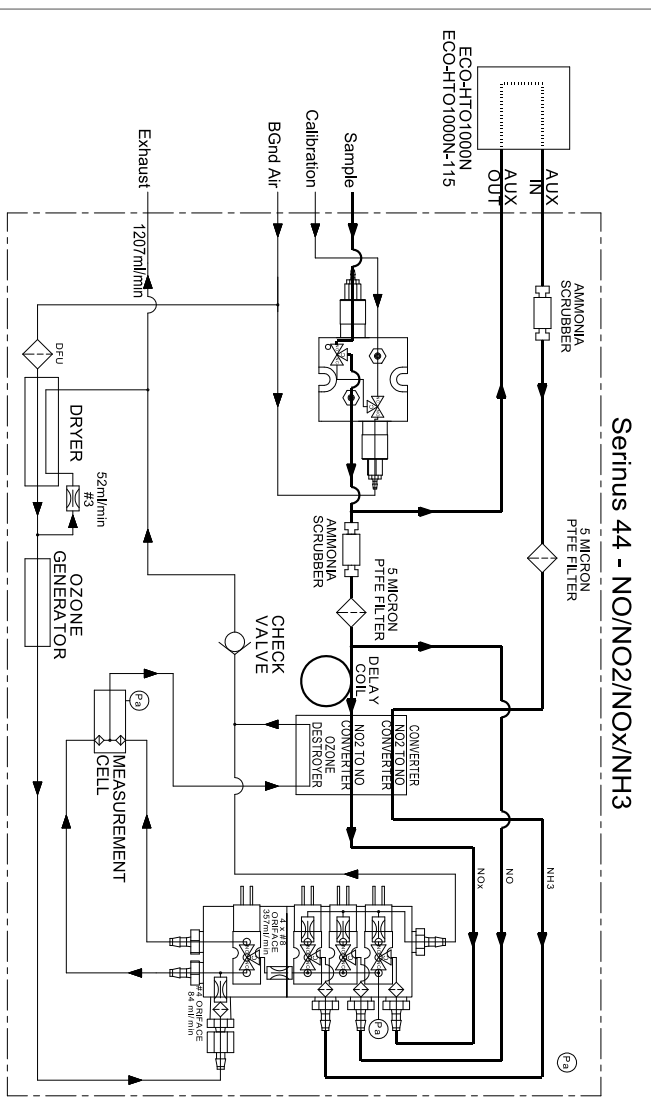 Serinus 44 - NO/NO2/NOx/NH3
ECO-HTO1000N
ECO-HTO1000N-115
AUX
IN
AUX
OUT
AMMONIA
SCRUBBER
5 MICRON
PTFE FILTER
Sample
Calibration
BGnd Air
Exhaust
1207ml/min
AMMONIA
SCRUBBER
5 MICRON
PTFE FILTER
DELAY
COIL
CONVERTER
NO2 TO NO
NO2 TO NO
CONVERTER
OZONE
DESTROYER
CHECK
VALVE
DFU
DRYER
52ml/min
#3
OZONE
GENERATOR
Pa
MEASUREMENT
CELL
NH3
NO
NOx
4 x #8
ORIFACE
357ml/min
#4 ORIFACE
84 ml/min
Pa
Pa